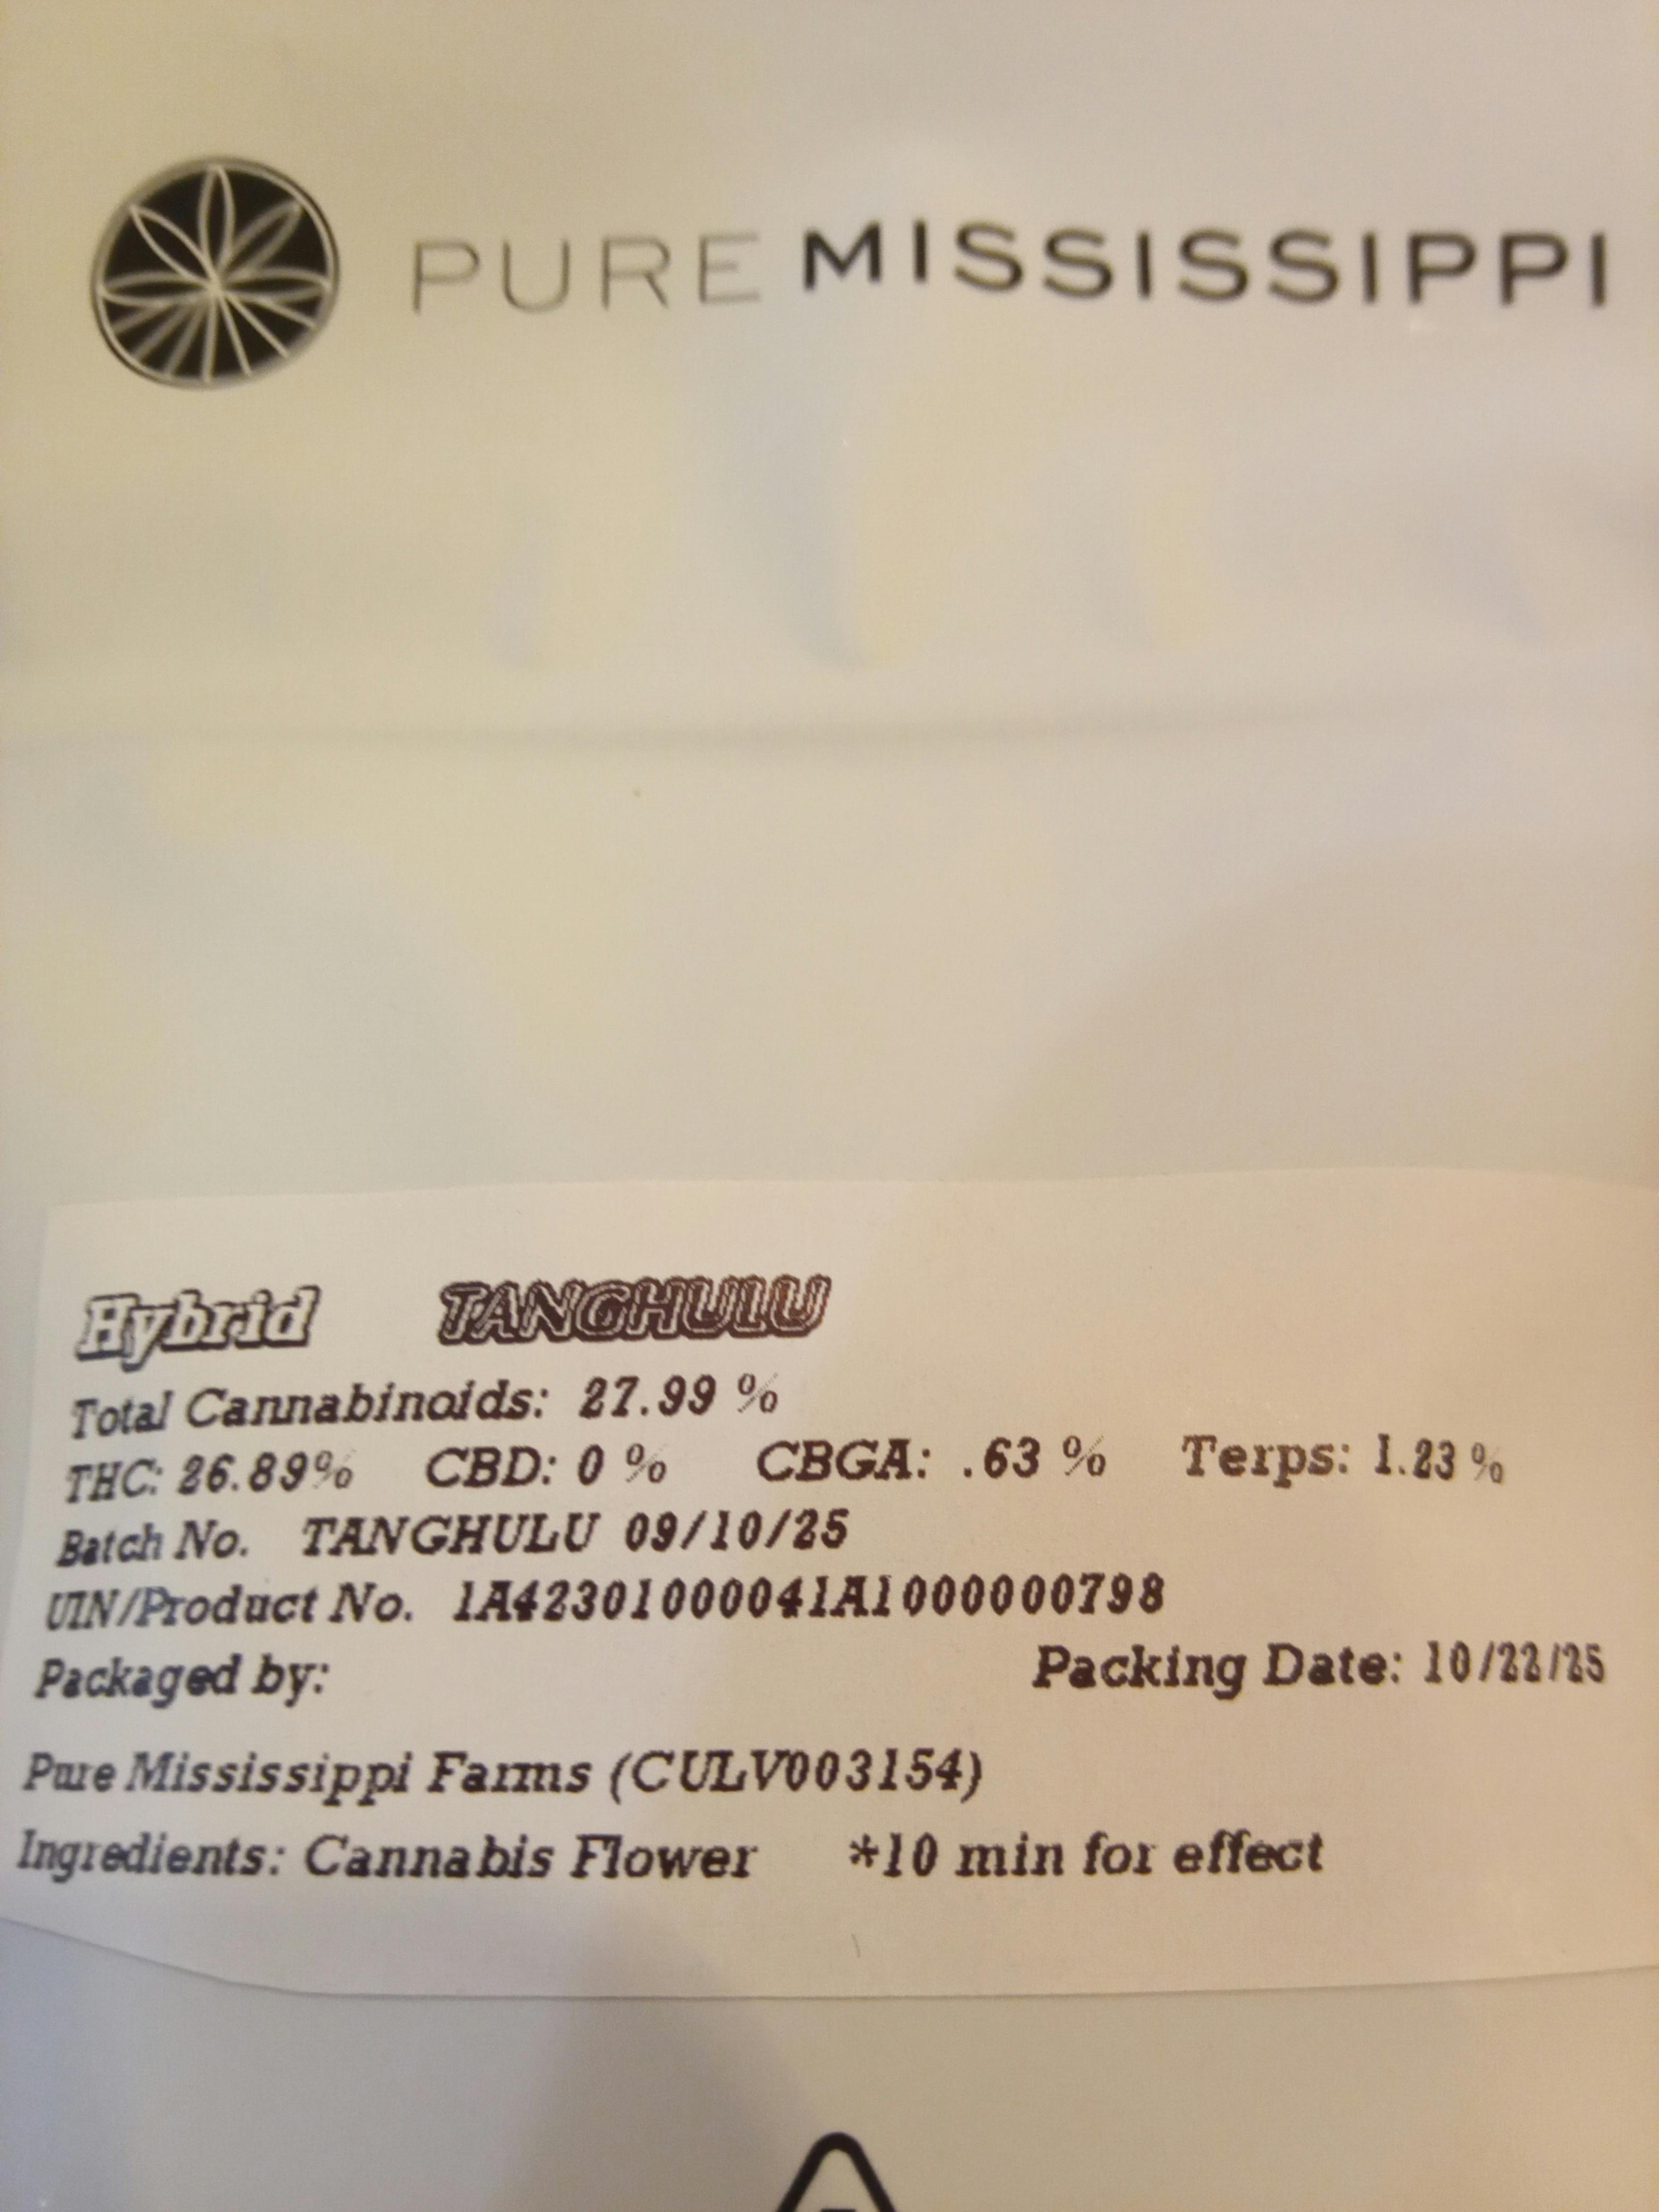 PURE MISSISSIPPI
Hybrid TANGHULU
Total Cannabinoids: 27.99 %
THC: 26.89% CBD: 0 % CBGA: .63 % Terps: 1.23 %
Batch No. TANGHULU 09/10/25
UIN/Product No. 1A42301000041A1000000798
Packaged by: Packing Date: 10/22/25
Pure Mississippi Farms (CULV003154)
Ingredients: Cannabis Flower *10 min for effect